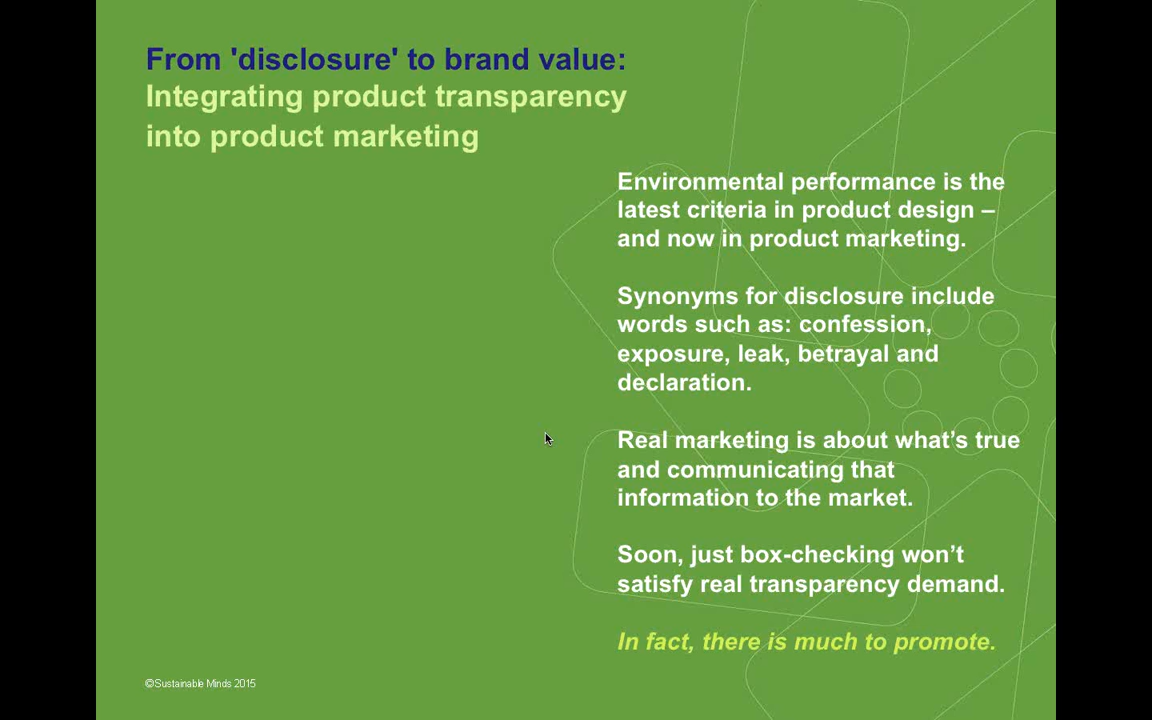 From 'disclosure' to brand value:
Integrating product transparency
into product marketing
Environmental performance is the
latest criteria in product design –
and now in product marketing.
Synonyms for disclosure include
words such as: confession,
exposure, leak, betrayal and
declaration.
Real marketing is about what’s true
and communicating that
information to the market.
Soon, just box-checking won’t
satisfy real transparency demand.
In fact, there is much to promote.
©Sustainable Minds 2015